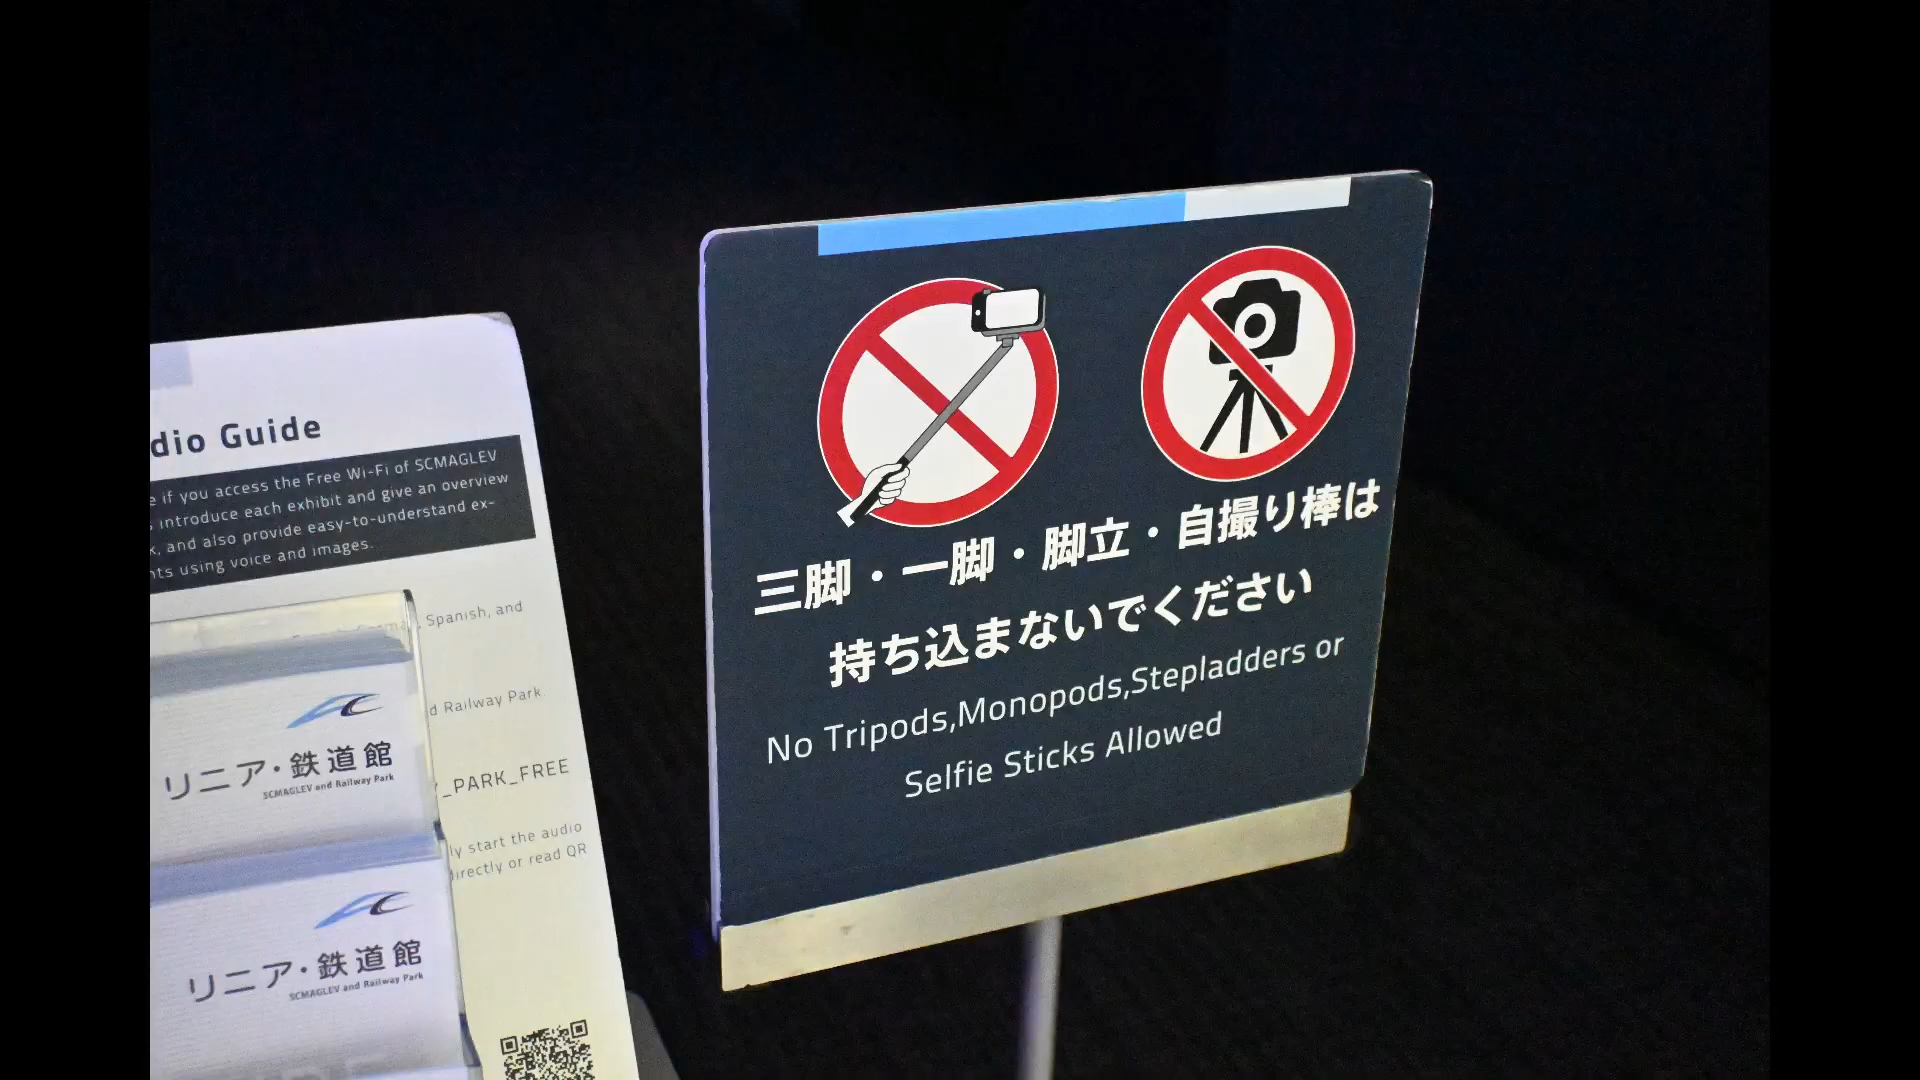 dio Guide
if you access the Free Wi-Fi of SCMAGLEV
introduce each exhibit and give an overview
, and also provide easy-to-understand ex-
nts using voice and images.
Spanish, and
d Railway Park.
_PARK_FREE
ly start the audio
directly or read QR
リニア・鉄道館
SCMAGLEV and Railway Park
リニア・鉄道館
SCMAGLEV and Railway Park
三脚・一脚・脚立・自撮り棒は
持ち込まないでください
No Tripods,Monopods,Stepladders or
Selfie Sticks Allowed